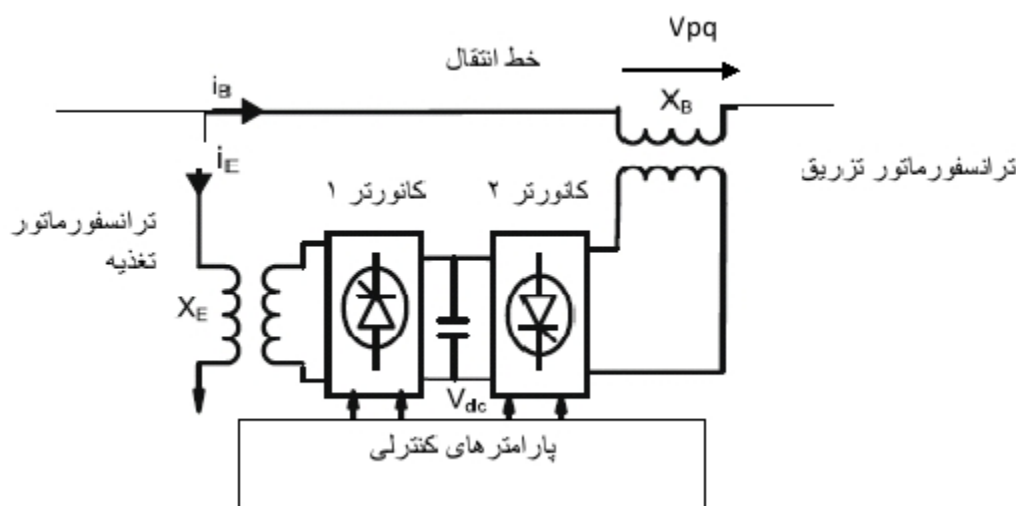 Vpq
خط انتقال
iB
XB
ترانسفورماتور تزریق
iE
کانورتر ۱
کانورتر ۲
ترانسفورماتور
تغذیه
XE
Vdc
پارامترهای کنترلی